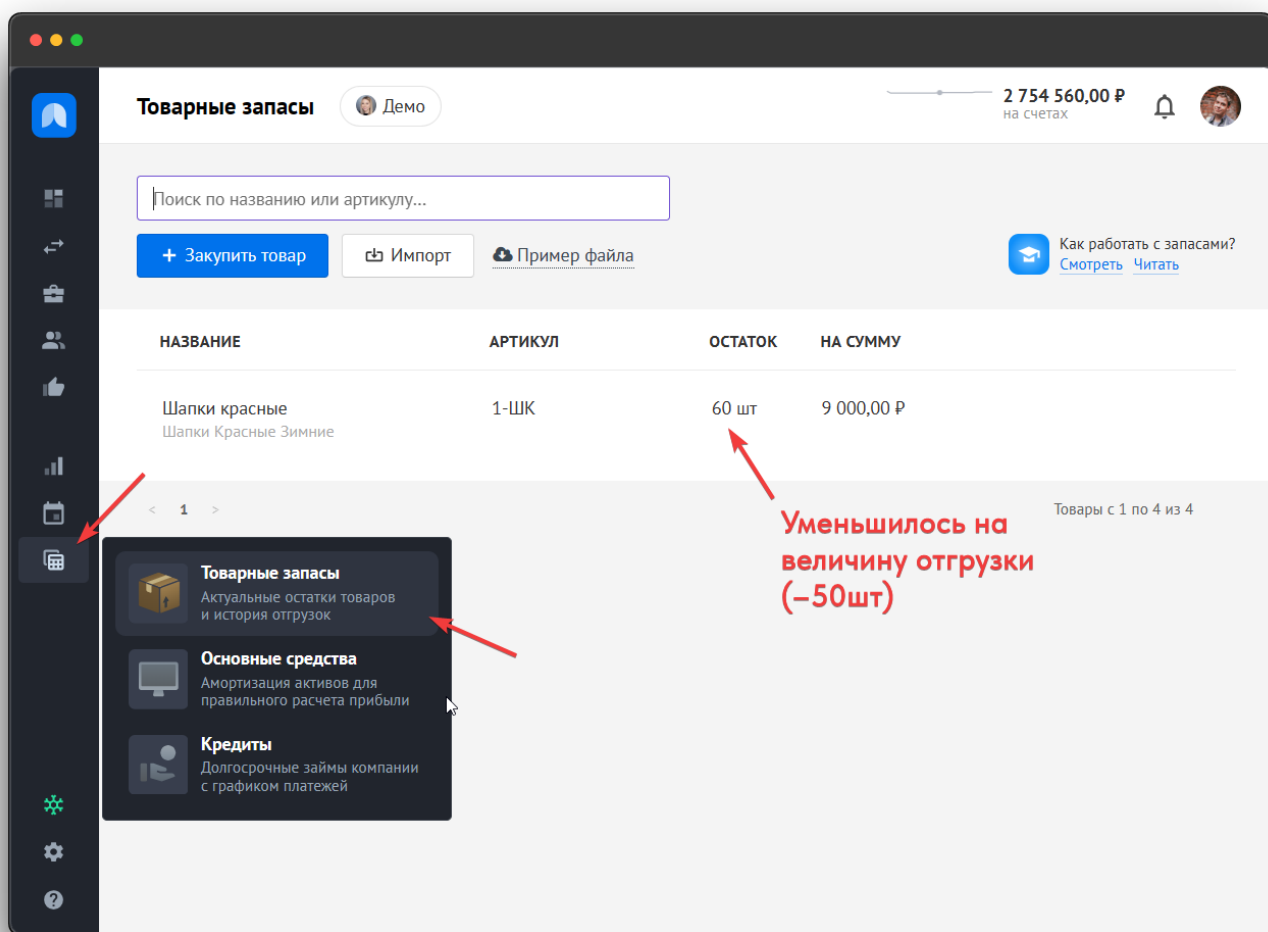 Товарные запасы
Демо
2 754 560,00 ₽
на счетах
Поиск по названию или артикулу...
+ Закупить товар
Импорт
Пример файла
Как работать с запасами?
Смотреть Читать
НАЗВАНИЕ АРТИКУЛ ОСТАТОК НА СУММУ
Шапки красные 1-ШК 60 шт 9 000,00 ₽
Шапки Красные Зимние
< 1 >
Товары с 1 по 4 из 4
Уменьшилось на
величину отгрузки
(–50шт)
Товарные запасы
Актуальные остатки товаров
и история отгрузок
Основные средства
Амортизация активов для
правильного расчета прибыли
Кредиты
Долгосрочные займы компании
с графиком платежей